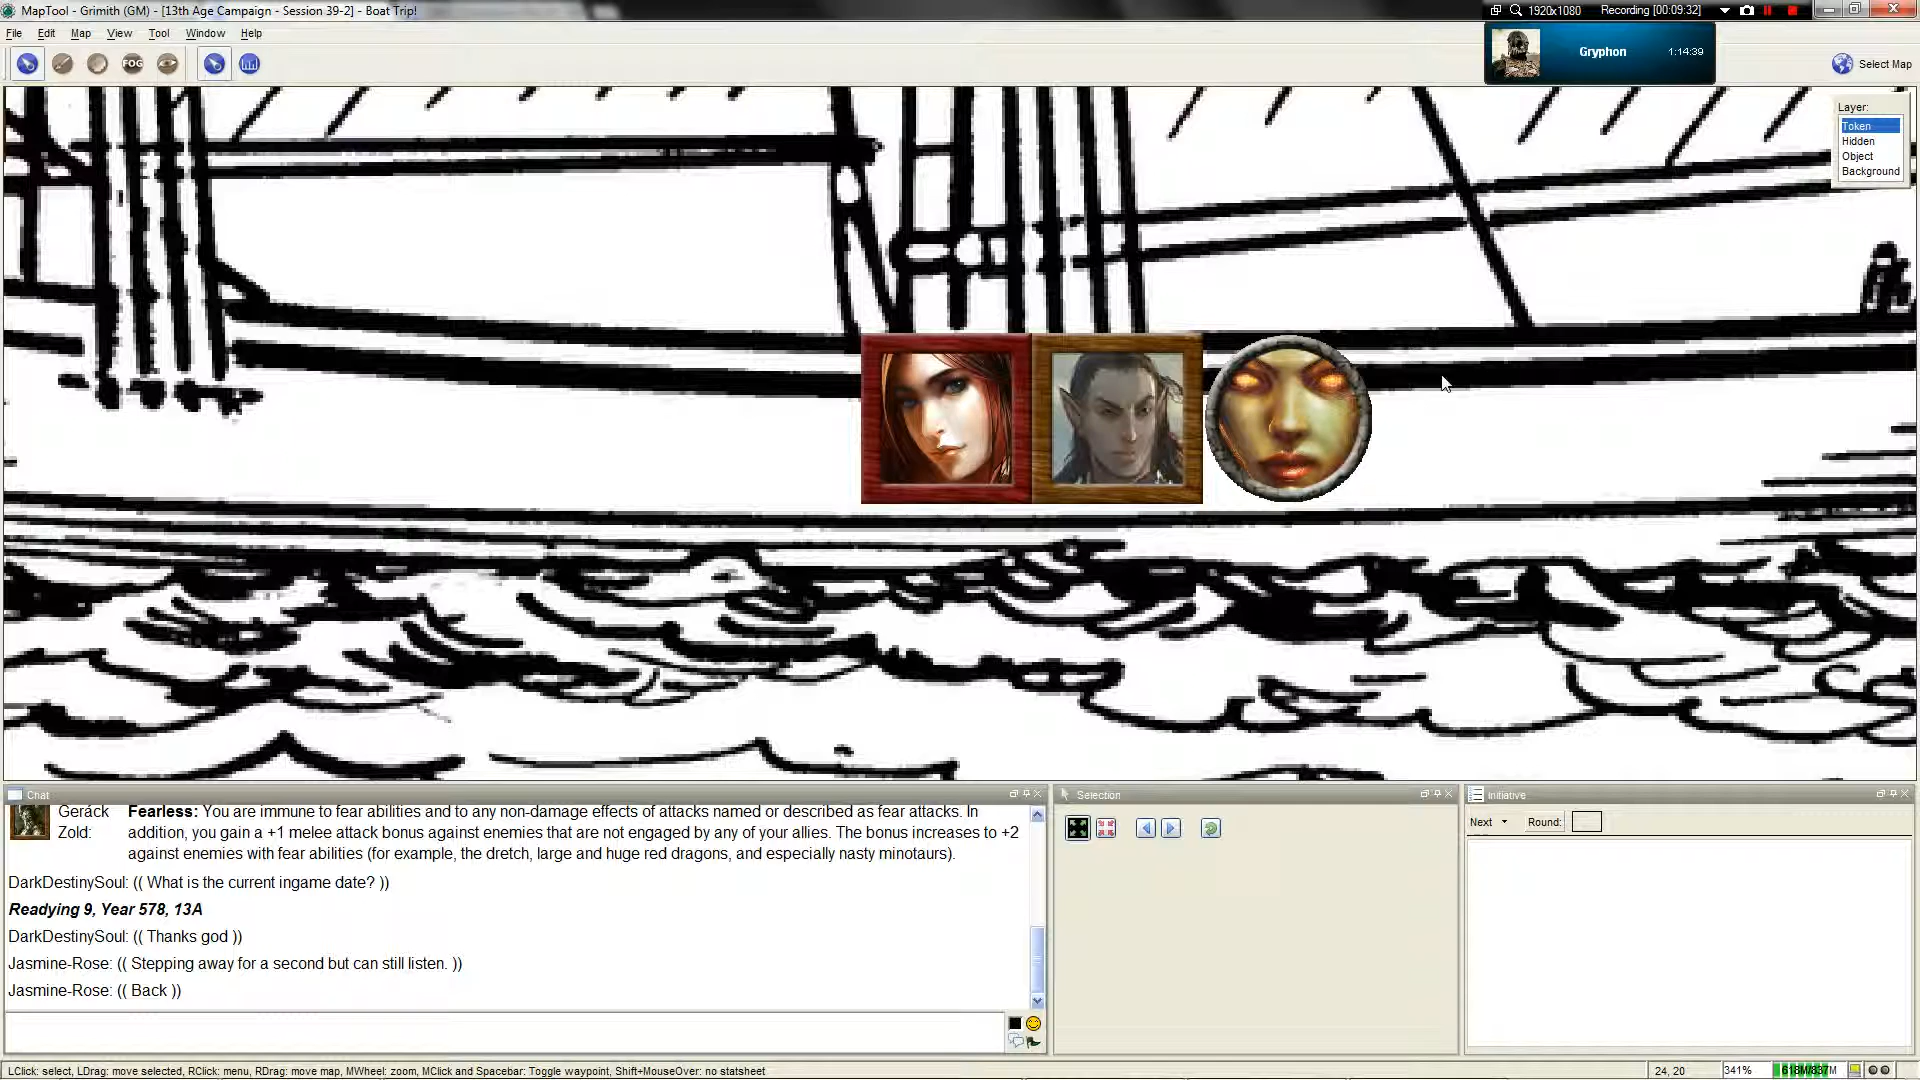 MapTool - Grimith (GM) - [13th Age Campaign - Session 39-2] - Boat Trip!
1920x1080
Recording [00:09:32]
File Edit Map View Tool Window Help
Gryphon 1:14:39
FOG
Select Map
Layer:
Token
Hidden
Object
Background
Chat
Geráck Zold:
Fearless: You are immune to fear abilities and to any non-damage effects of attacks named or described as fear attacks. In
addition, you gain a +1 melee attack bonus against enemies that are not engaged by any of your allies. The bonus increases to +2
against enemies with fear abilities (for example, the dretch, large and huge red dragons, and especially nasty minotaurs).
DarkDestinySoul: (( What is the current ingame date? ))
Readying 9, Year 578, 13A
DarkDestinySoul: (( Thanks god ))
Jasmine-Rose: (( Stepping away for a second but can still listen. ))
Jasmine-Rose: (( Back ))
Selection
Initiative
Next Round:
LClick: select, LDrag: move selected, RClick: menu, RDrag: move map, MWheel: zoom, MClick and Spacebar: Toggle waypoint, Shift+MouseOver: no statsheet
24, 20
341%
618M/837M